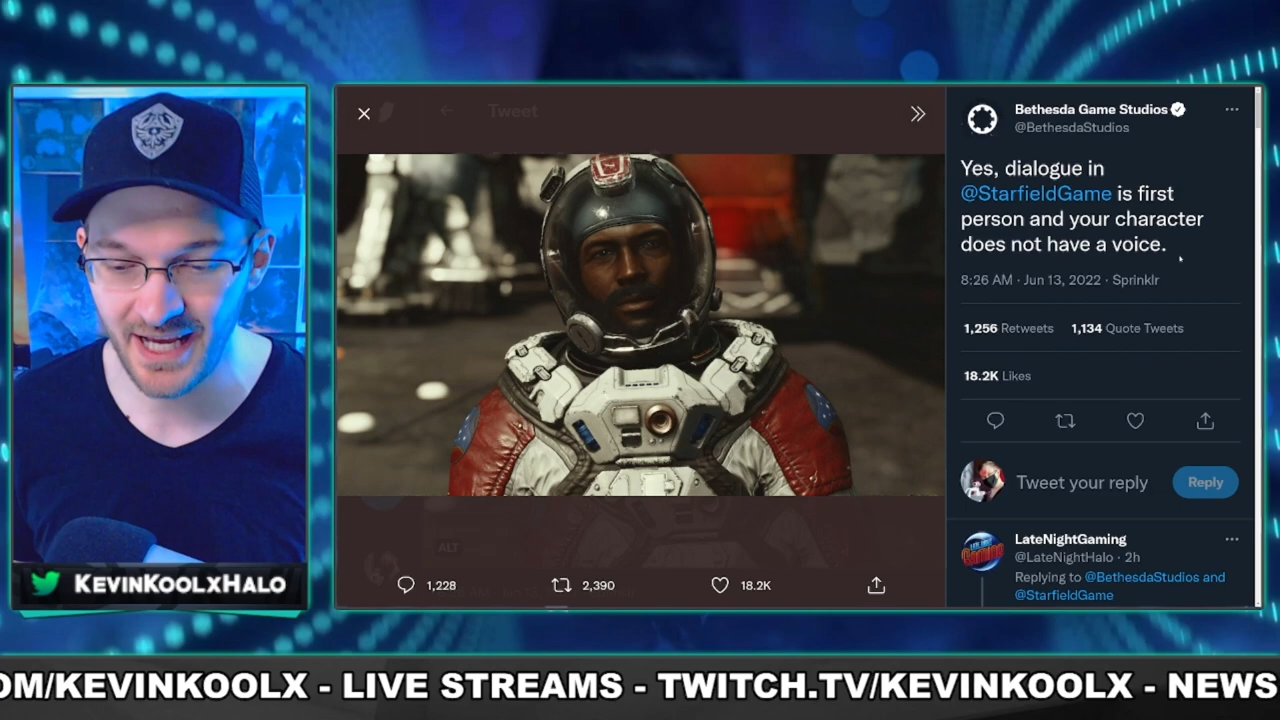 Tweet
Bethesda Game Studios
@BethesdaStudios
Yes, dialogue in
@StarfieldGame is first
person and your character
does not have a voice.
8:26 AM · Jun 13, 2022 · Sprinklr
1,256 Retweets 1,134 Quote Tweets
18.2K Likes
Tweet your reply
Reply
LateNightGaming
@LateNightHalo · 2h
Replying to @BethesdaStudios and
@StarfieldGame
ALT
1,228 2,390 18.2K
KEVINKOOLXHALO
OM/KEVINKOOLX - LIVE STREAMS - TWITCH.TV/KEVINKOOLX - NEWS